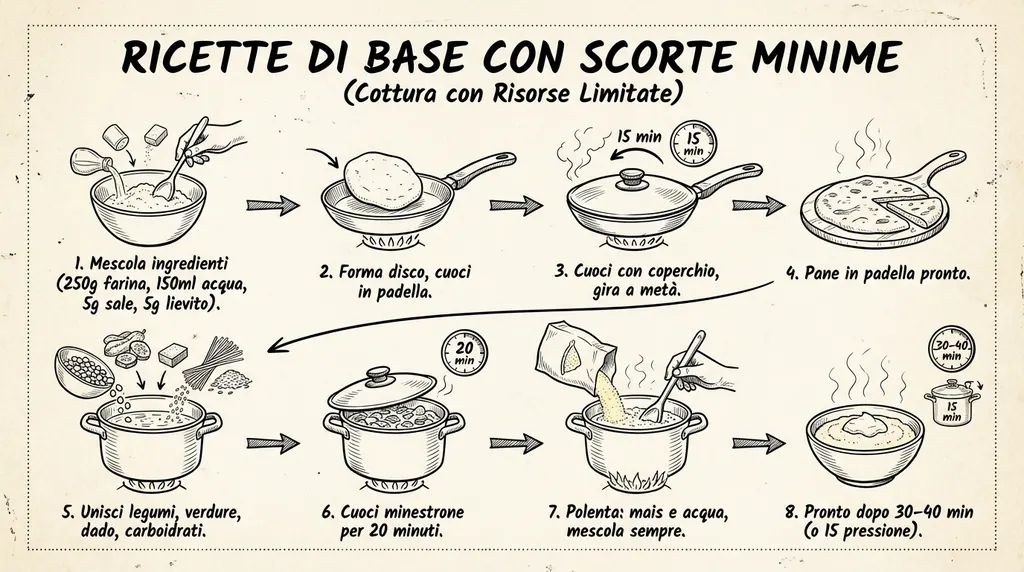 RICETTE DI BASE CON SCORTE MINIME
(Cottura con Risorse Limitate)
15 min
15
min
1. Mescola ingredienti
(250g farina, 150ml acqua,
5g sale, 5g lievito).
2. Forma disco, cuoci
in padella.
3. Cuoci con coperchio,
gira a metà.
4. Pane in padella pronto.
20
min
30-40
min
15
min
5. Unisci legumi, verdure,
dado, carboidrati.
6. Cuoci minestrone
per 20 minuti.
7. Polenta: mais e acqua,
mescola sempre.
8. Pronto dopo 30-40 min
(o 15 pressione).